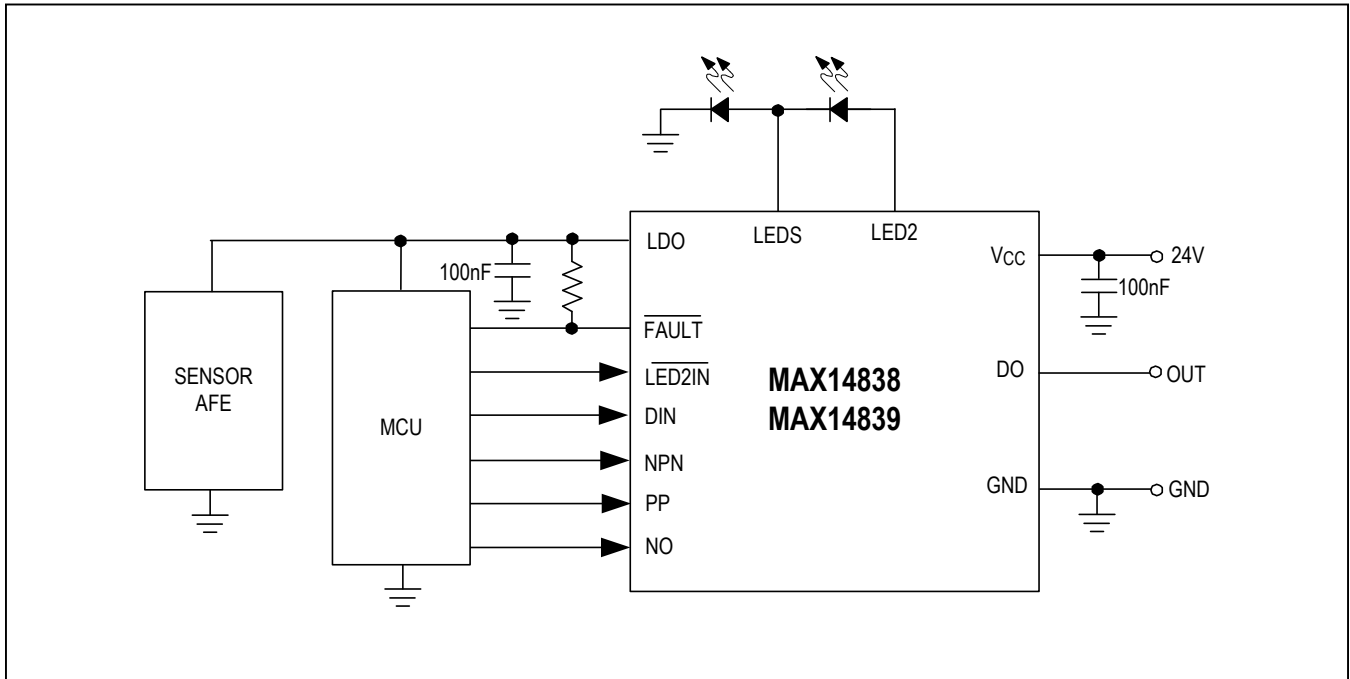 LDO
LEDS
LED2
VCC
24V
100nF
100nF
FAULT
SENSOR
AFE
MCU
LED2IN
DIN
NPN
PP
NO
MAX14838
MAX14839
DO
OUT
GND
GND